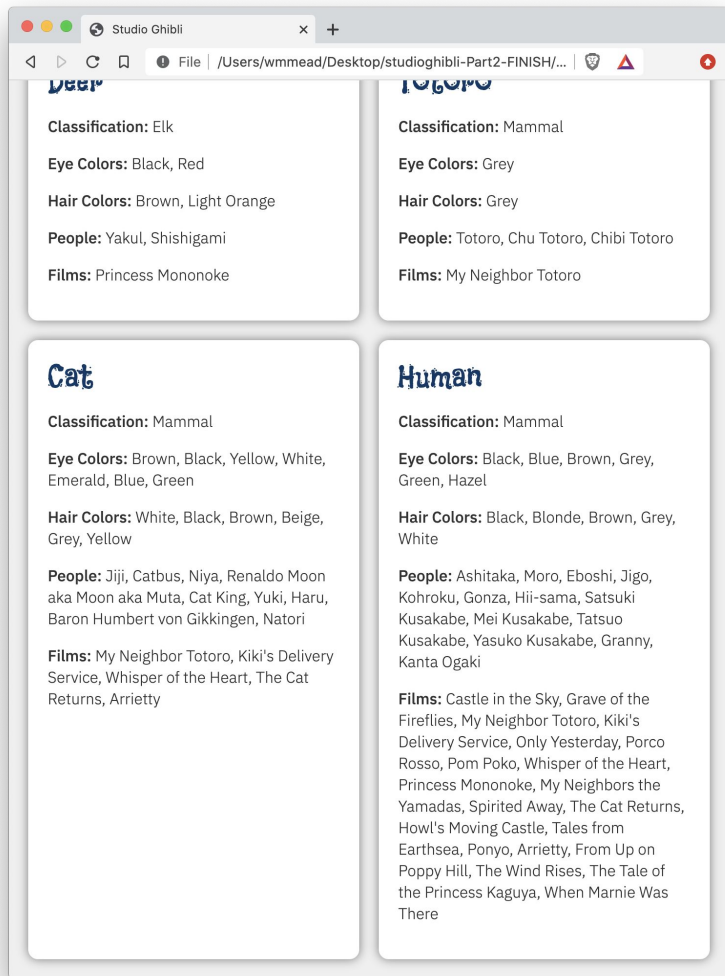 Studio Ghibli
File | /Users/wmmead/Desktop/studioghibli-Part2-FINISH/...
Deer
Classification: Elk
Eye Colors: Black, Red
Hair Colors: Brown, Light Orange
People: Yakul, Shishigami
Films: Princess Mononoke
Totoro
Classification: Mammal
Eye Colors: Grey
Hair Colors: Grey
People: Totoro, Chu Totoro, Chibi Totoro
Films: My Neighbor Totoro
Cat
Classification: Mammal
Eye Colors: Brown, Black, Yellow, White,
Emerald, Blue, Green
Hair Colors: White, Black, Brown, Beige,
Grey, Yellow
People: Jiji, Catbus, Niya, Renaldo Moon
aka Moon aka Muta, Cat King, Yuki, Haru,
Baron Humbert von Gikkingen, Natori
Films: My Neighbor Totoro, Kiki's Delivery
Service, Whisper of the Heart, The Cat
Returns, Arrietty
Human
Classification: Mammal
Eye Colors: Black, Blue, Brown, Grey,
Green, Hazel
Hair Colors: Black, Blonde, Brown, Grey,
White
People: Ashitaka, Moro, Eboshi, Jigo,
Kohroku, Gonza, Hii-sama, Satsuki
Kusakabe, Mei Kusakabe, Tatsuo
Kusakabe, Yasuko Kusakabe, Granny,
Kanta Ogaki
Films: Castle in the Sky, Grave of the
Fireflies, My Neighbor Totoro, Kiki's
Delivery Service, Only Yesterday, Porco
Rosso, Pom Poko, Whisper of the Heart,
Princess Mononoke, My Neighbors the
Yamadas, Spirited Away, The Cat Returns,
Howl's Moving Castle, Tales from
Earthsea, Ponyo, Arrietty, From Up on
Poppy Hill, The Wind Rises, The Tale of
the Princess Kaguya, When Marnie Was
There